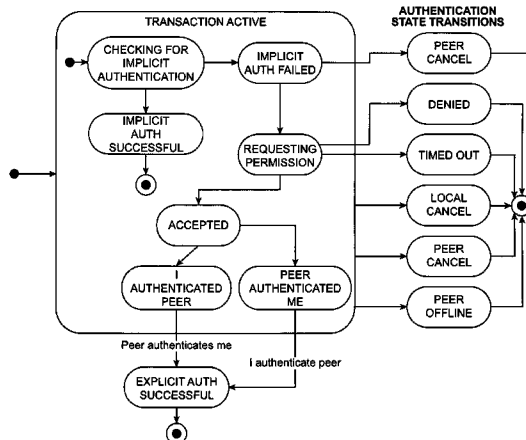 TRANSACTION ACTIVE
AUTHENTICATION
STATE TRANSITIONS
CHECKING FOR
IMPLICIT
AUTHENTICATION
IMPLICIT
AUTH FAILED
PEER
CANCEL
DENIED
IMPLICIT
AUTH
SUCCESSFUL
REQUESTING
PERMISSION
TIMED OUT
LOCAL
CANCEL
ACCEPTED
PEER
CANCEL
I
AUTHENTICATED
PEER
PEER
AUTHENTICATED
ME
PEER
OFFLINE
Peer authenticates me
I authenticate peer
EXPLICIT AUTH
SUCCESSFUL